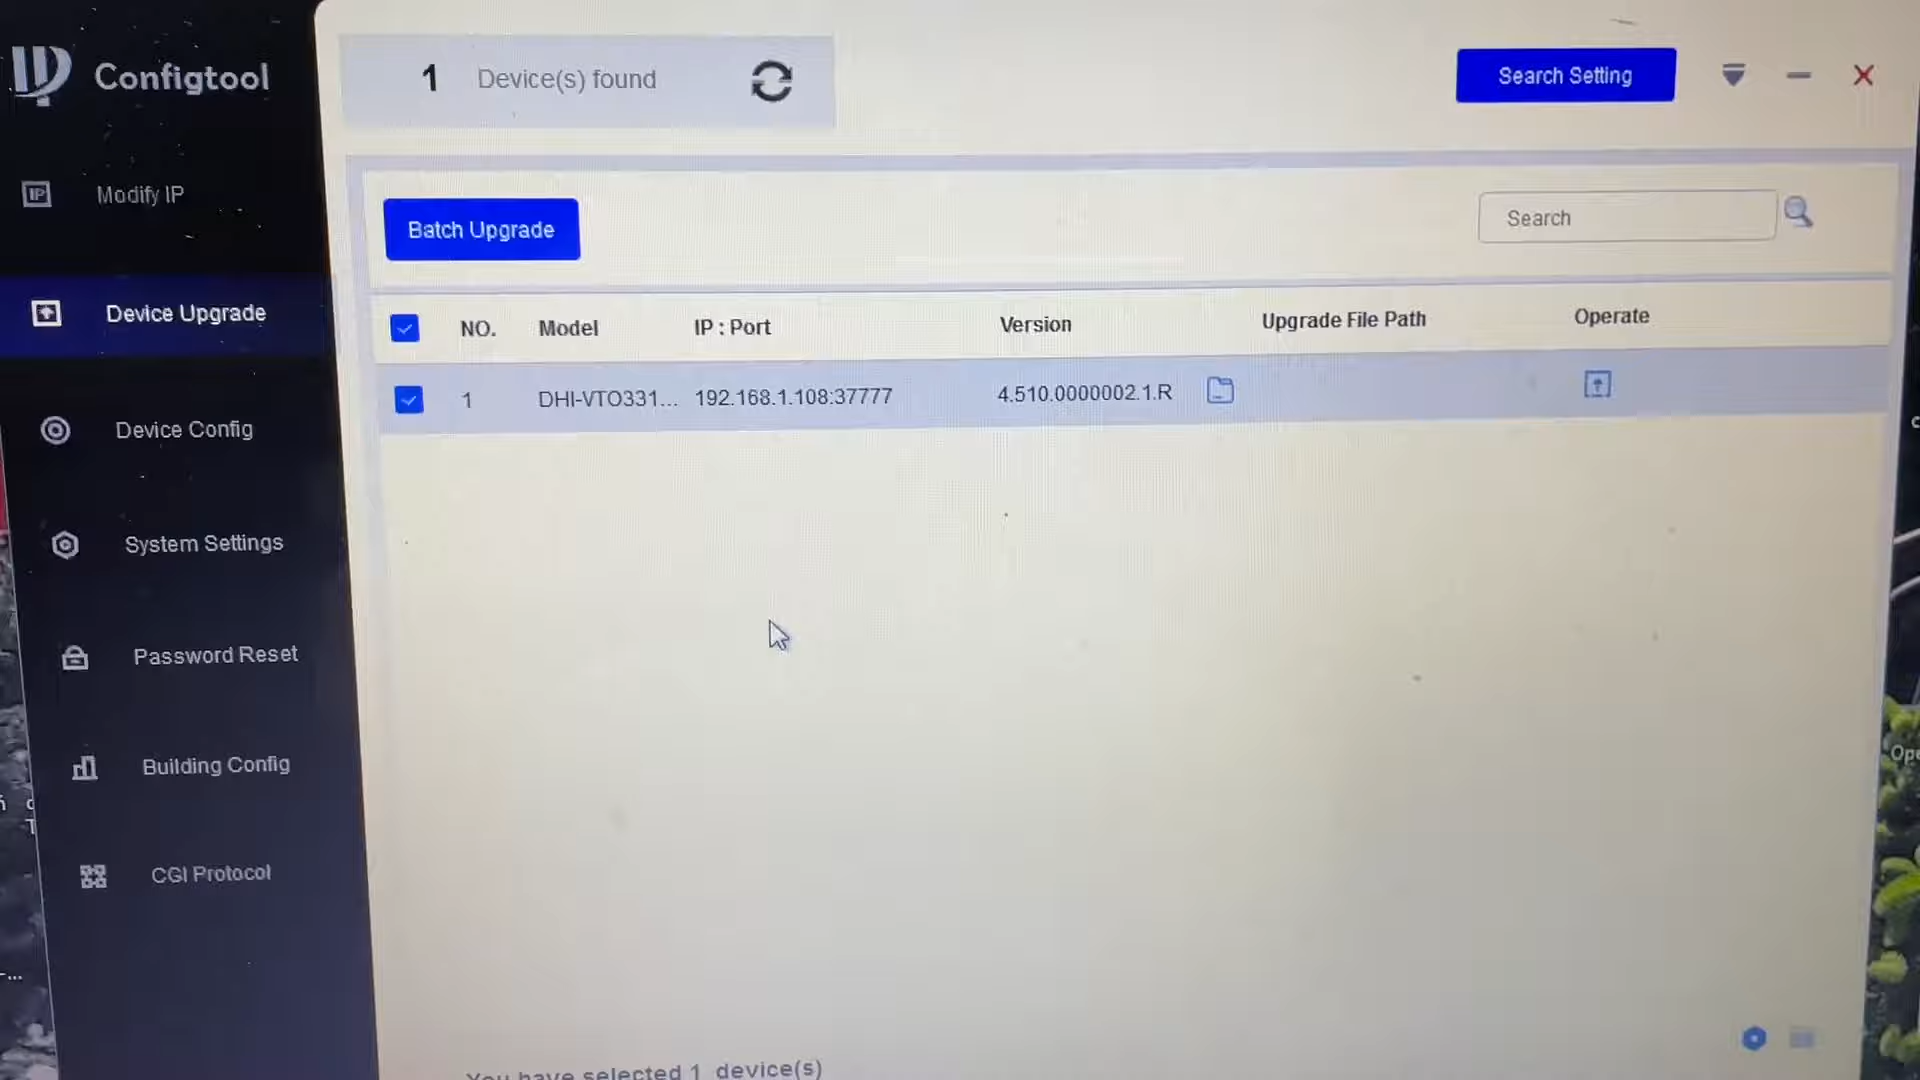 Configtool
1 Device(s) found
Search Setting
Modify IP
Batch Upgrade
Search
Device Upgrade
NO. Model IP : Port Version Upgrade File Path Operate
1 DHI-VTO331... 192.168.1.108:37777 4.510.0000002.1.R
Device Config
System Settings
Password Reset
Building Config
CGI Protocol
You have selected 1 device(s)